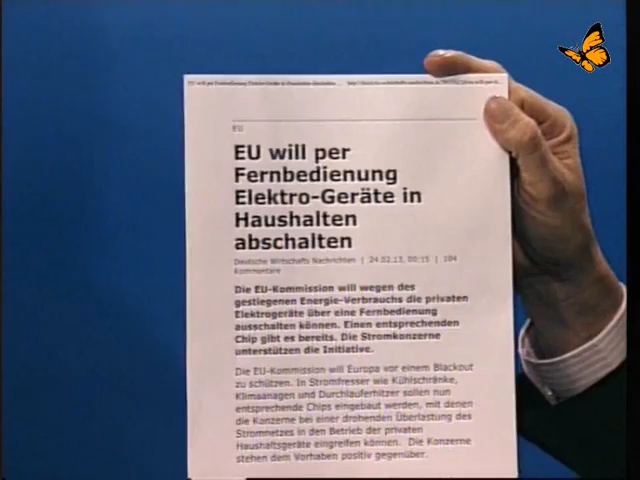 EU
EU will per
Fernbedienung
Elektro-Geräte in
Haushalten
abschalten
Deutsche Wirtschafts Nachrichten | 24.02.13, 00:15 | 104
Kommentare
Die EU-Kommission will wegen des
gestiegenen Energie-Verbrauchs die privaten
Elektrogeräte über eine Fernbedienung
ausschalten können. Einen entsprechenden
Chip gibt es bereits. Die Stromkonzerne
unterstützen die Initiative.
Die EU-Kommission will Europa vor einem Blackout
zu schützen. In Stromfresser wie Kühlschränke,
Klimaanagen und Durchlauferhitzer sollen nun
entsprechende Chips eingebaut werden, mit denen
die Konzerne bei einer drohenden Überlastung des
Stromnetzes in den Betrieb der privaten
Haushaltsgeräte eingreifen können. Die Konzerne
stehen dem Vorhaben positiv gegenüber.